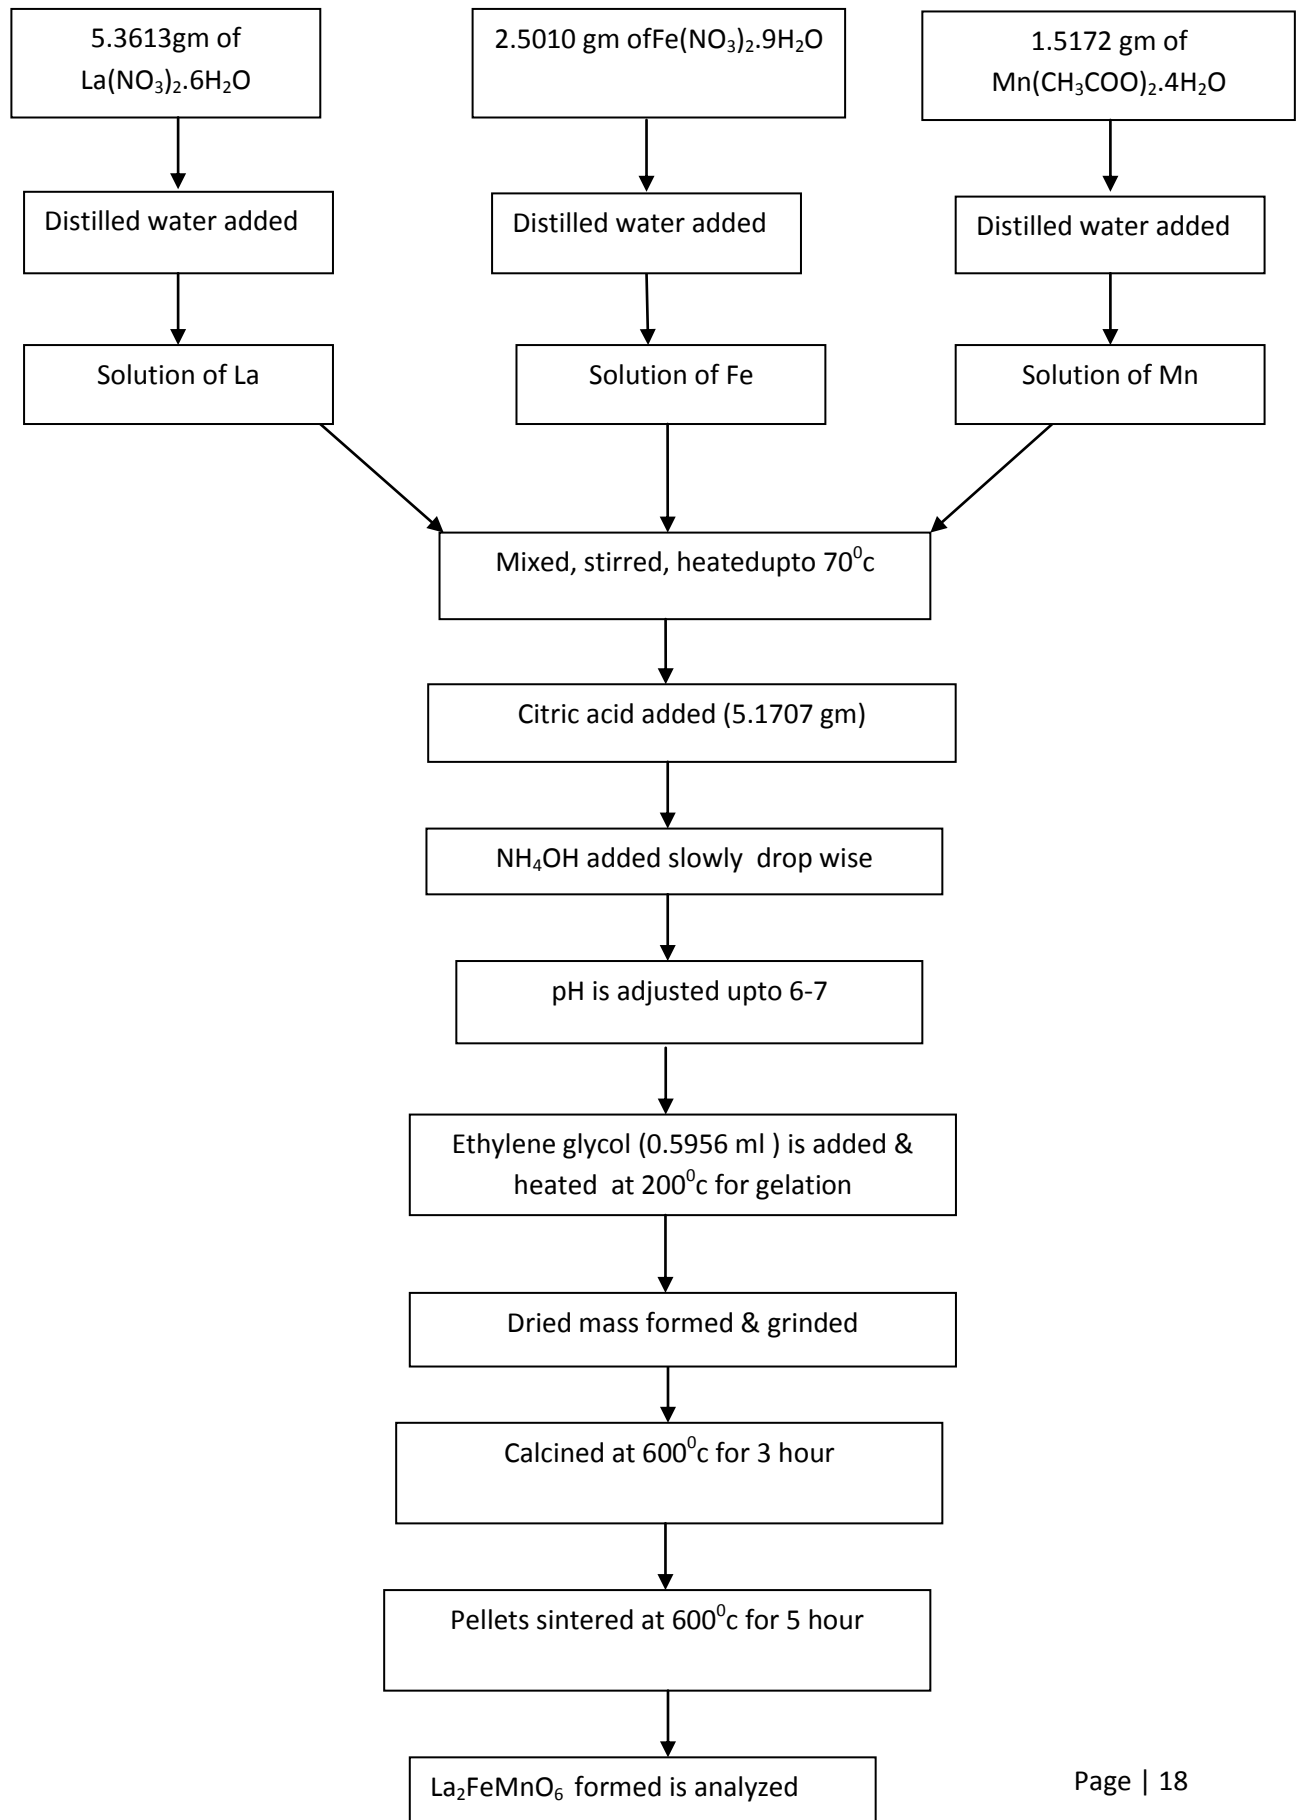 5.3613gm of
La(NO₃)₂.6H₂O
2.5010 gm ofFe(NO₃)₂.9H₂O
1.5172 gm of
Mn(CH₃COO)₂.4H₂O
Distilled water added
Distilled water added
Distilled water added
Solution of La
Solution of Fe
Solution of Mn
Mixed, stirred, heatedupto 70⁰c
Citric acid added (5.1707 gm)
NH₄OH added slowly drop wise
pH is adjusted upto 6-7
Ethylene glycol (0.5956 ml ) is added &
heated at 200⁰c for gelation
Dried mass formed & grinded
Calcined at 600⁰c for 3 hour
Pellets sintered at 600⁰c for 5 hour
La₂FeMnO₆ formed is analyzed
Page | 18